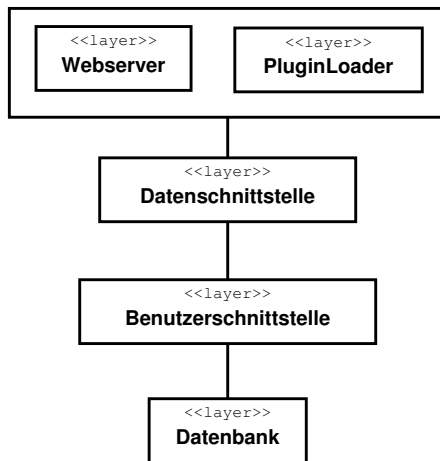 <<layer>>
Webserver
<<layer>>
PluginLoader
<<layer>>
Datenschnittstelle
<<layer>>
Benutzerschnittstelle
<<layer>>
Datenbank